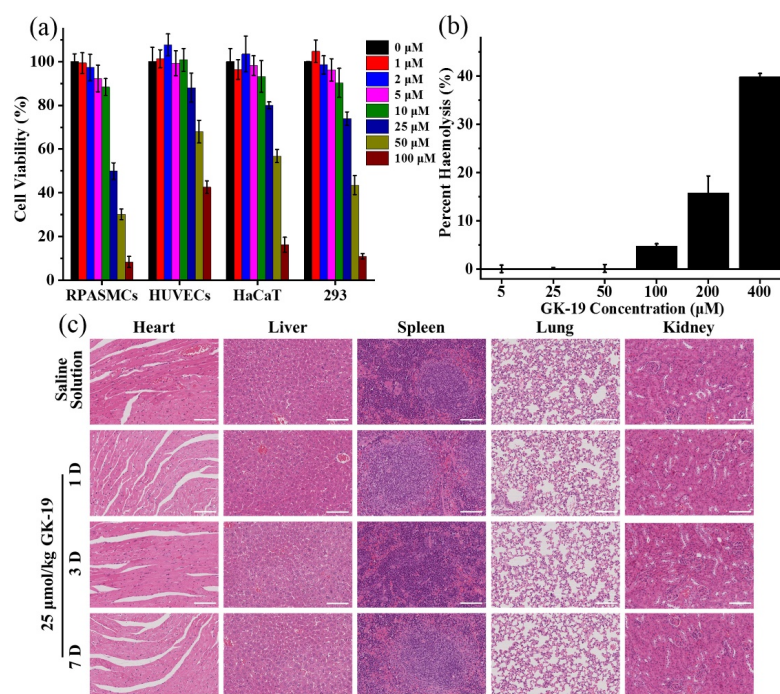 (a)
Cell Viability (%)
100
80
60
40
20
0
0 µM
1 µM
2 µM
5 µM
10 µM
25 µM
50 µM
100 µM
RPASMCs HUVECs HaCaT 293
(b)
Percent Haemolysis (%)
40
20
0
5 25 50 100 200 400
GK-19 Concentration (µM)
(c)
Heart Liver Spleen Lung Kidney
Saline
Solution
25 µmol/kg GK-19
1 D
3 D
7 D